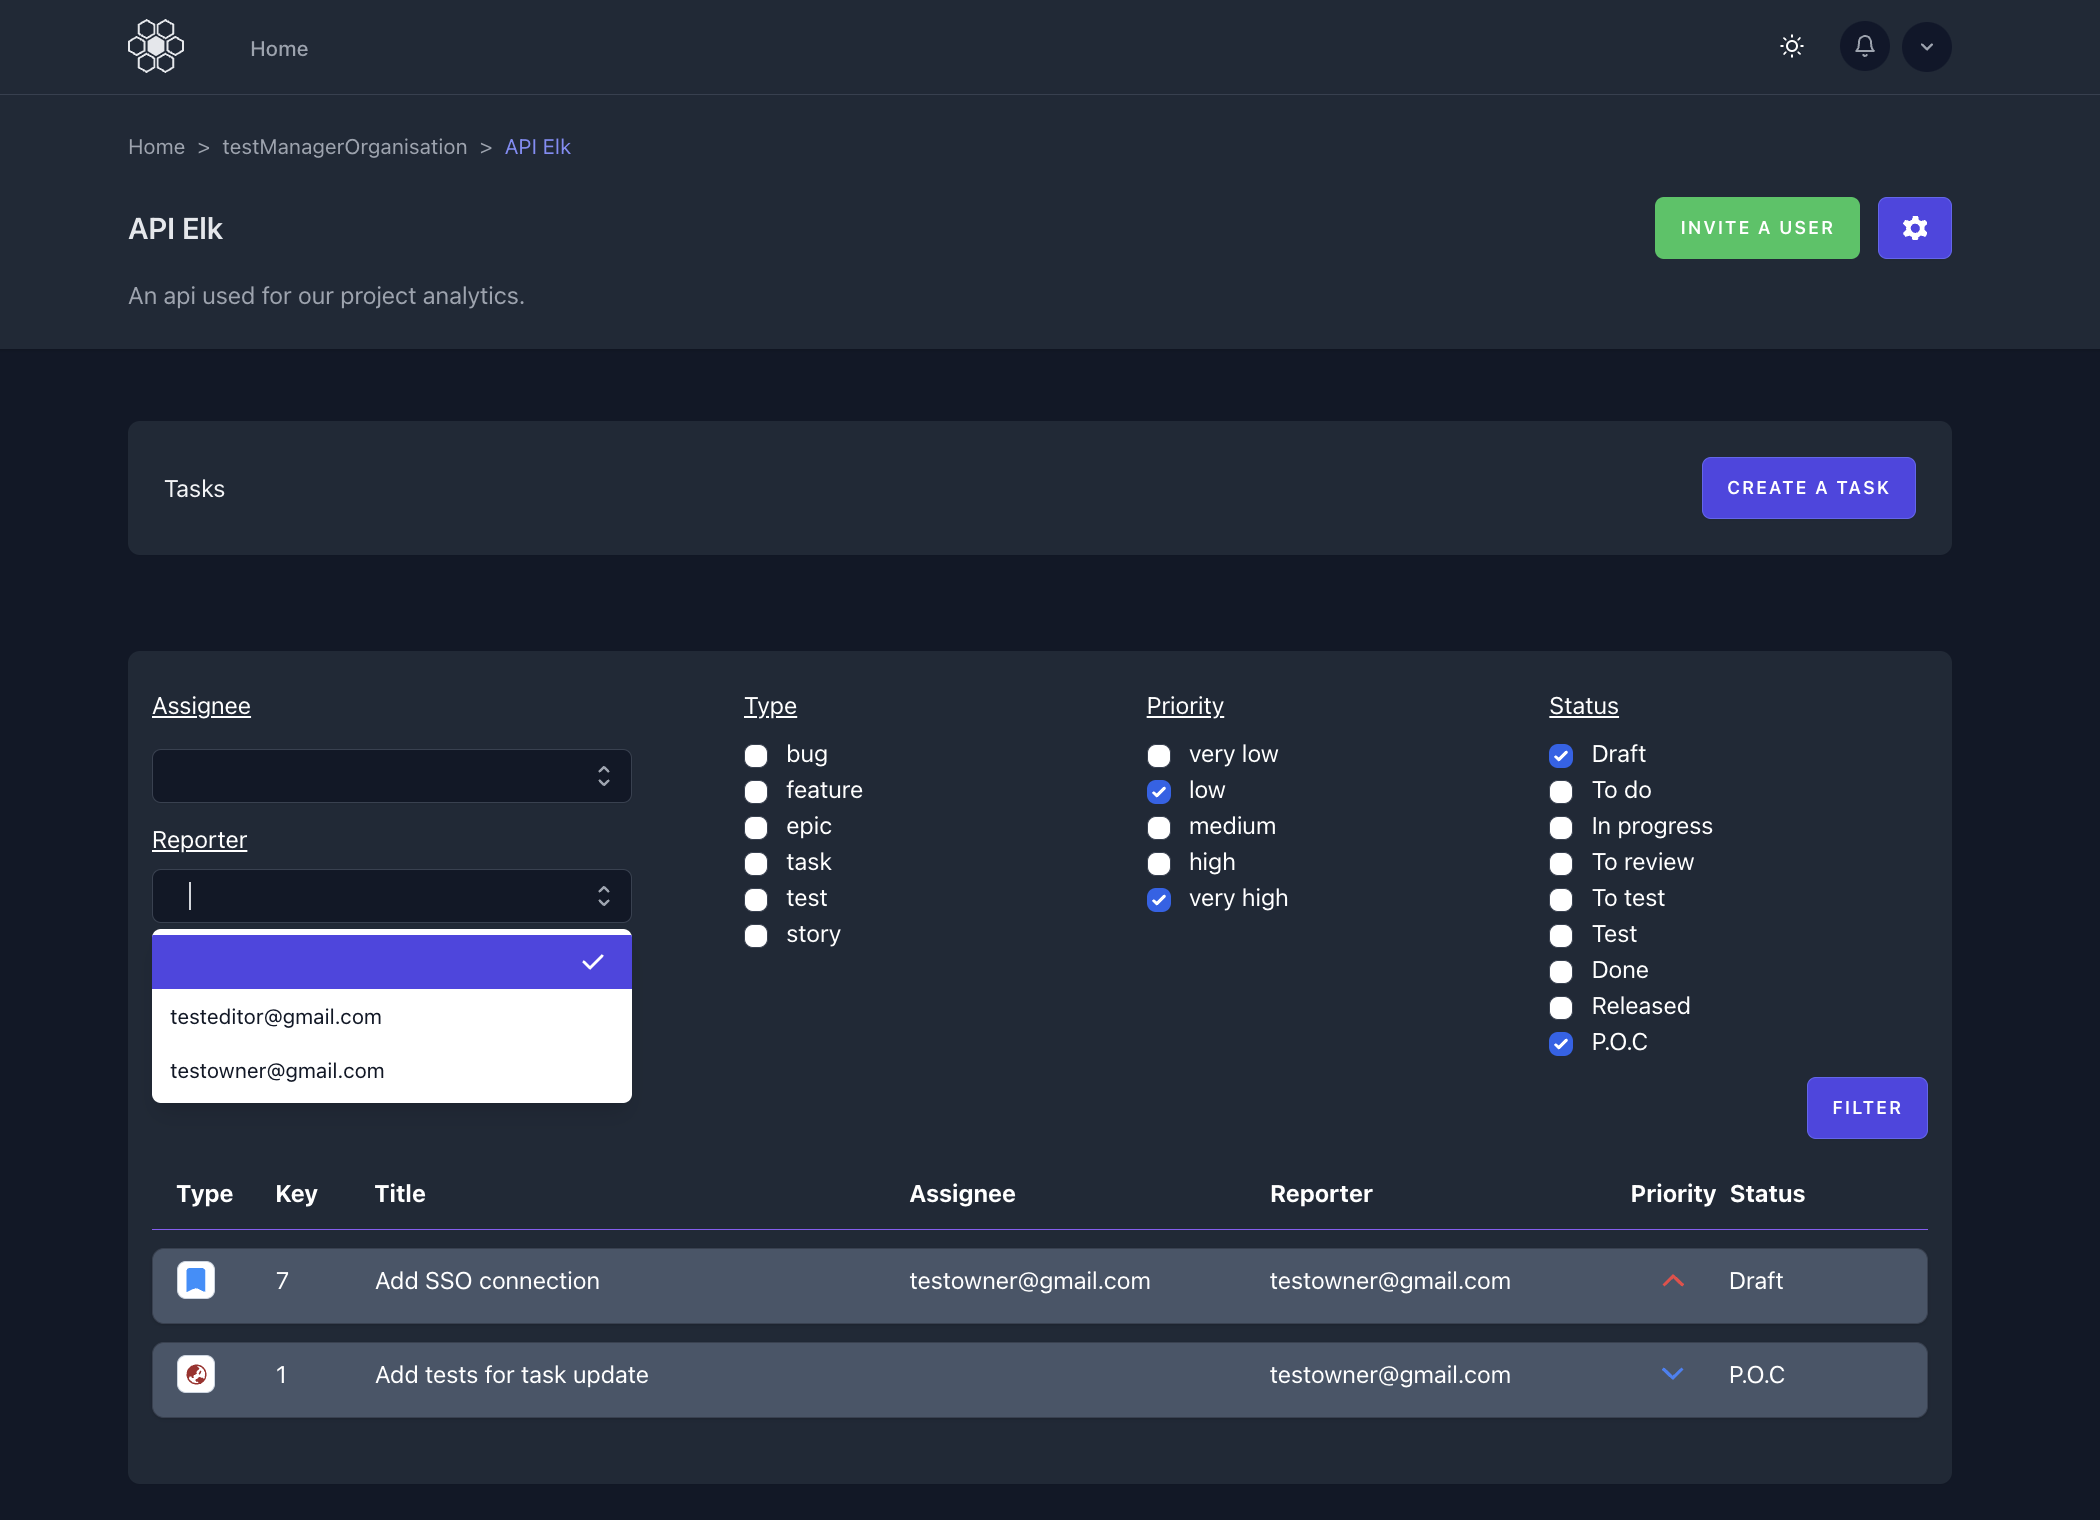 Home
Home > testManagerOrganisation > API Elk
API Elk
INVITE A USER
An api used for our project analytics.
Tasks
CREATE A TASK
Assignee
Reporter
testeditor@gmail.com
testowner@gmail.com
Type
bug
feature
epic
task
test
story
Priority
very low
low
medium
high
very high
Status
Draft
To do
In progress
To review
To test
Test
Done
Released
P.O.C
FILTER
Type Key Title Assignee Reporter Priority Status
7 Add SSO connection testowner@gmail.com testowner@gmail.com Draft
1 Add tests for task update testowner@gmail.com P.O.C